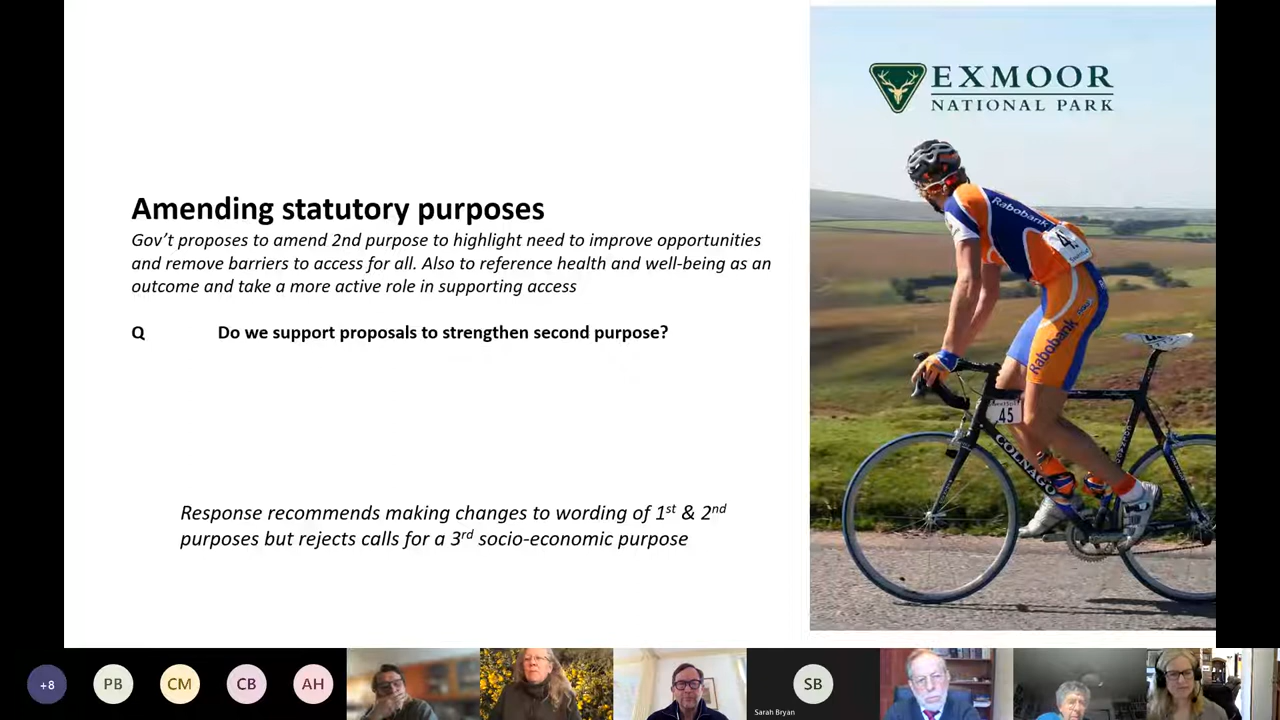 EXMOOR
NATIONAL PARK
Amending statutory purposes
Gov't proposes to amend 2nd purpose to highlight need to improve opportunities
and remove barriers to access for all. Also to reference health and well-being as an
outcome and take a more active role in supporting access
Q Do we support proposals to strengthen second purpose?
Response recommends making changes to wording of 1st & 2nd
purposes but rejects calls for a 3rd socio-economic purpose
Rabobank
Rabobank
45
COLNAGO
+8
PB
CM
CB
AH
SB
Sarah Bryan